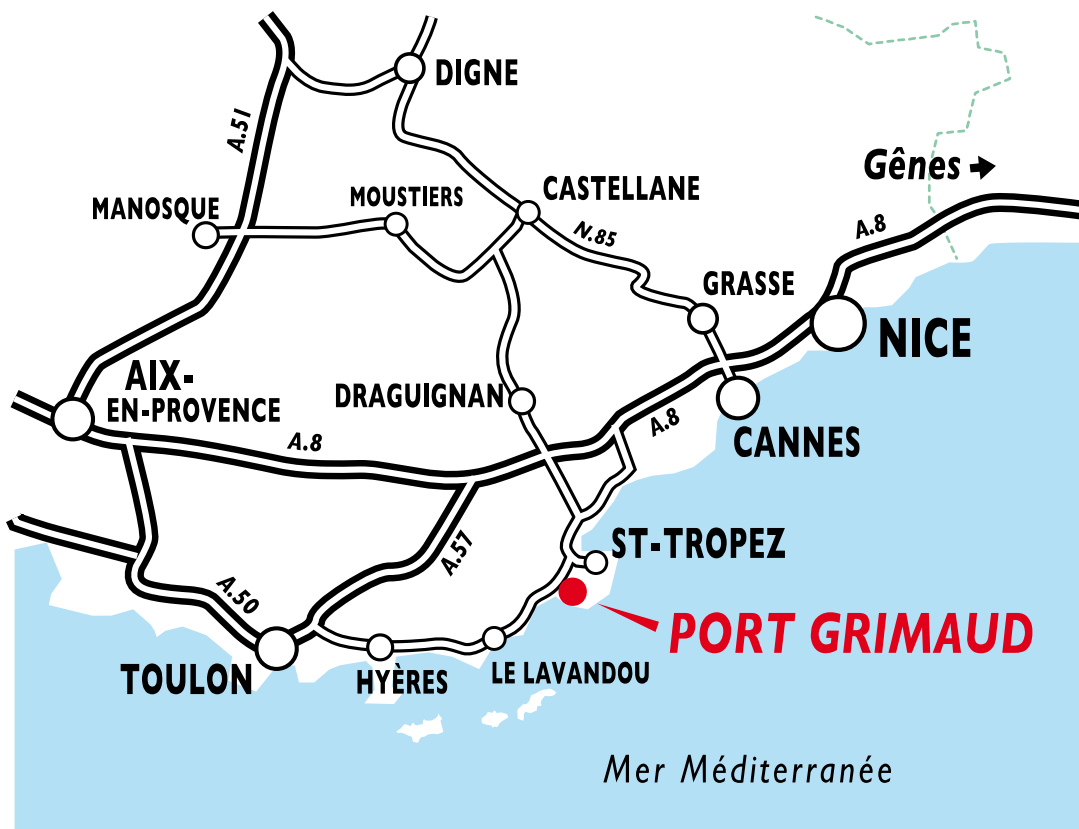 DIGNE
A.51
Gênes
CASTELLANE
MOUSTIERS
MANOSQUE
N.85
A.8
GRASSE
NICE
AIX-
EN-PROVENCE
DRAGUIGNAN
A.8
A.8
CANNES
A.57
ST-TROPEZ
A.50
PORT GRIMAUD
TOULON
HYÈRES
LE LAVANDOU
Mer Méditerranée